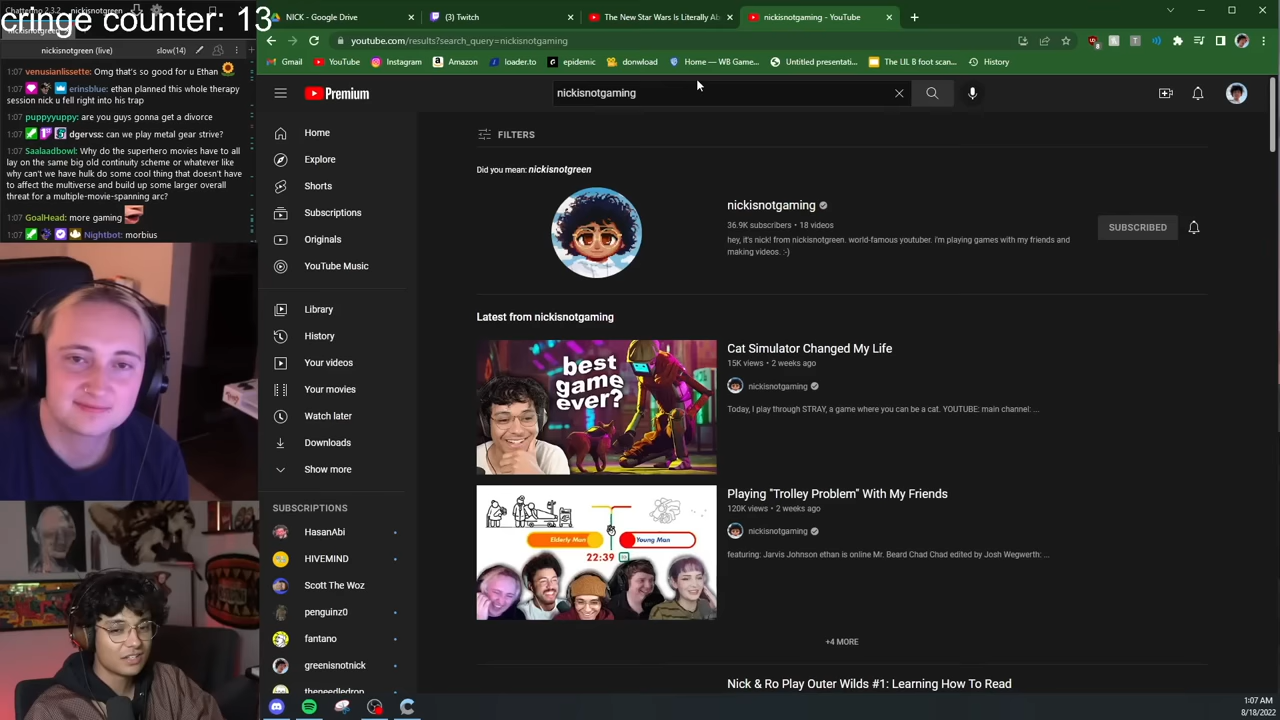 Chatterino 2.3.2 - nickisnotgreen
cringe counter: 13
nickisnotgreen
nickisnotgreen (live)
slow(14)
1:07 venusianlissette: Omg that's so good for u Ethan
1:07 erinsblue: ethan planned this whole therapy
session nick u fell right into his trap
1:07 puppyyuppy: are you guys gonna get a divorce
1:07 dgervss: can we play metal gear strive?
1:07
Saalaadbowl: Why do the superhero movies have to all
lay on the same big old continuity scheme or whatever like
why can't we have hulk do some cool thing that doesn't
have to affect the multiverse and build up some larger overall
threat for a multiple-movie-spanning arc?
1:07 GoalHead: more gaming
1:07 Nightbot: morbius
NICK - Google Drive
(3) Twitch
The New Star Wars Is Literally Ab
nickisnotgaming - YouTube
youtube.com/results?search_query=nickisnotgaming
Gmail
YouTube
Instagram
Amazon
loader.to
epidemic
donwload
Home — WB Game...
Untitled presentati...
The LIL B foot scan...
History
Premium
nickisnotgaming
Home
Explore
Shorts
Subscriptions
Originals
YouTube Music
Library
History
Your videos
Your movies
Watch later
Downloads
Show more
SUBSCRIPTIONS
HasanAbi
HIVEMIND
Scott The Woz
penguinz0
fantano
greenisnotnick
theneedledrop
FILTERS
Did you mean: nickisnotgreen
nickisnotgaming
36.9K subscribers • 18 videos
hey, it's nick! from nickisnotgreen. world-famous youtuber. i'm playing games with my friends and
making videos. :-)
SUBSCRIBED
Latest from nickisnotgaming
best
game
ever?
Cat Simulator Changed My Life
15K views • 2 weeks ago
nickisnotgaming
Today, I play through STRAY, a game where you can be a cat. YOUTUBE: main channel: ...
Elderly Man
Young Man
22:39
Playing "Trolley Problem" With My Friends
120K views • 2 weeks ago
nickisnotgaming
featuring: Jarvis Johnson ethan is online Mr. Beard Chad Chad edited by Josh Wegwerth: ...
+4 MORE
Nick & Ro Play Outer Wilds #1: Learning How To Read
1:07 AM
8/18/2022